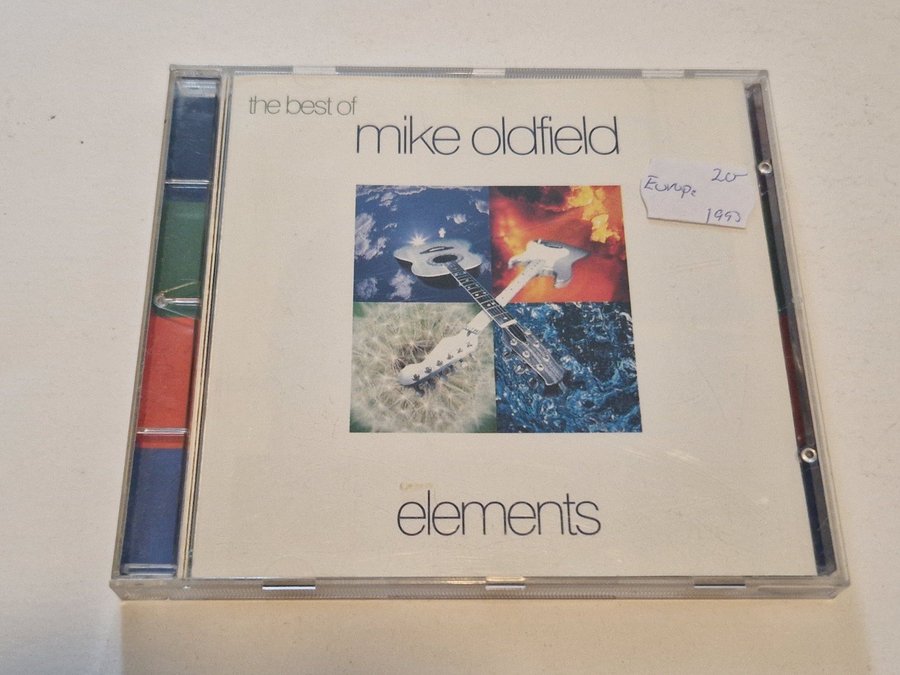 the best of
mike oldfield
20-
Europe
1993
elements